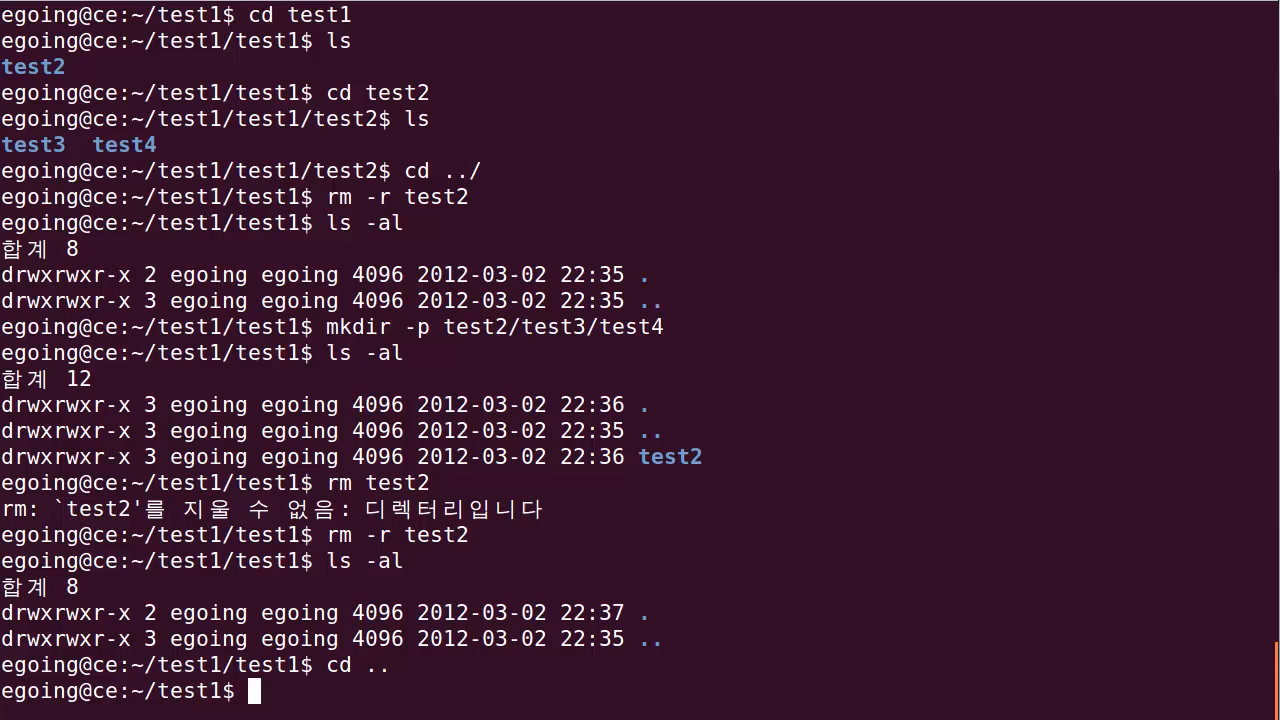 egoing@ce:~/test1$ cd test1
egoing@ce:~/test1/test1$ ls
test2
egoing@ce:~/test1/test1$ cd test2
egoing@ce:~/test1/test1/test2$ ls
test3  test4
egoing@ce:~/test1/test1/test2$ cd ../
egoing@ce:~/test1/test1$ rm -r test2
egoing@ce:~/test1/test1$ ls -al
합계 8
drwxrwxr-x 2 egoing egoing 4096 2012-03-02 22:35 .
drwxrwxr-x 3 egoing egoing 4096 2012-03-02 22:35 ..
egoing@ce:~/test1/test1$ mkdir -p test2/test3/test4
egoing@ce:~/test1/test1$ ls -al
합계 12
drwxrwxr-x 3 egoing egoing 4096 2012-03-02 22:36 .
drwxrwxr-x 3 egoing egoing 4096 2012-03-02 22:35 ..
drwxrwxr-x 3 egoing egoing 4096 2012-03-02 22:36 test2
egoing@ce:~/test1/test1$ rm test2
rm: `test2'를 지울 수 없음: 디렉터리입니다
egoing@ce:~/test1/test1$ rm -r test2
egoing@ce:~/test1/test1$ ls -al
합계 8
drwxrwxr-x 2 egoing egoing 4096 2012-03-02 22:37 .
drwxrwxr-x 3 egoing egoing 4096 2012-03-02 22:35 ..
egoing@ce:~/test1/test1$ cd ..
egoing@ce:~/test1$